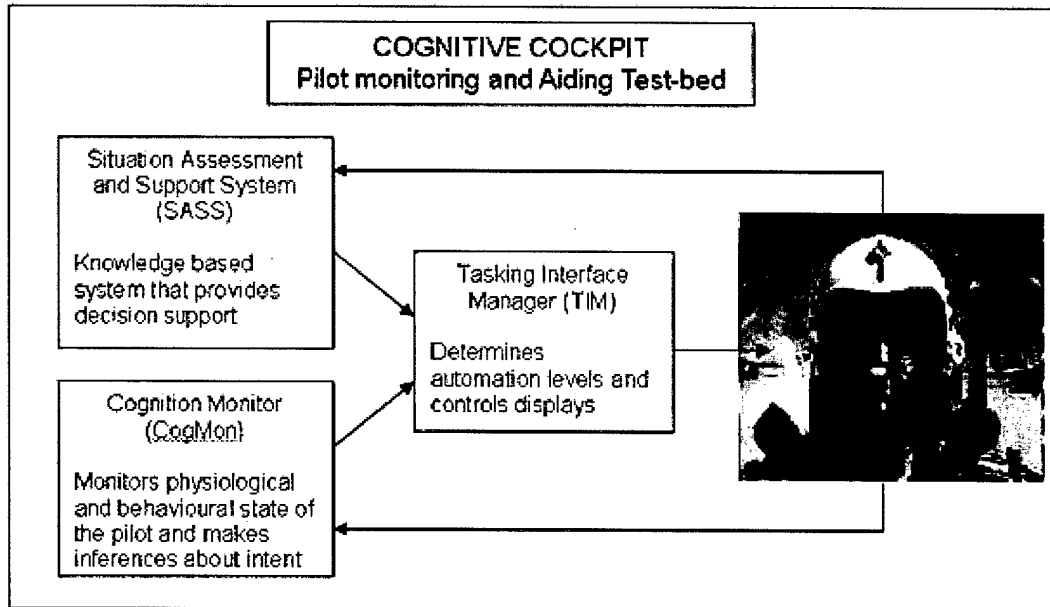 COGNITIVE COCKPIT
Pilot monitoring and Aiding Test-bed
Situation Assessment
and Support System
(SASS)
Knowledge based
system that provides
decision support
Tasking Interface
Manager (TIM)
Determines
automation levels and
controls displays
Cognition Monitor
(CogMon)
Monitors physiological
and behavioural state of
the pilot and makes
inferences about intent